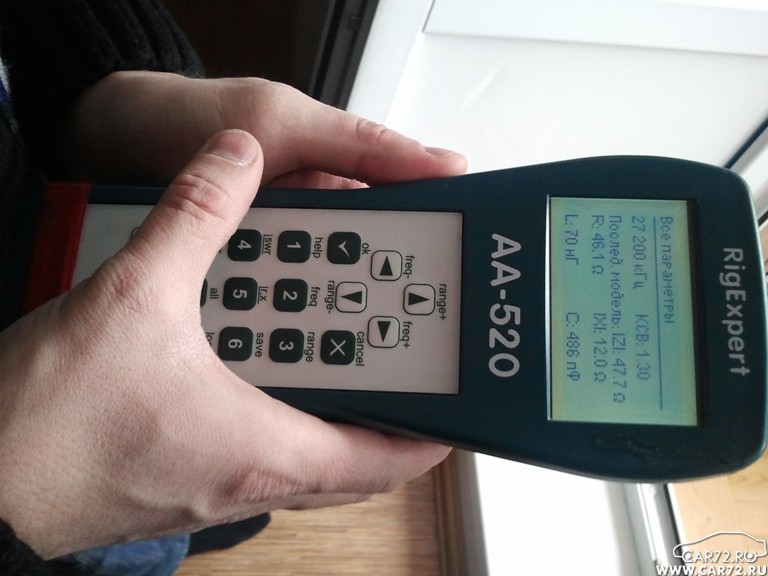 RigExpert
Все параметры
27 200 кГц КСВ: 1.30
Послед. модель: |Z|: 47.7 Ω
R: 46.1 Ω |X|: 12.0 Ω
L: 70 нГ C: 486 пФ
AA-520
range+
freq- freq+
ok range- cancel
help freq range
1 2 3
swr r,x save
4 5 6
all
CAR72.RU
WWW.CAR72.RU